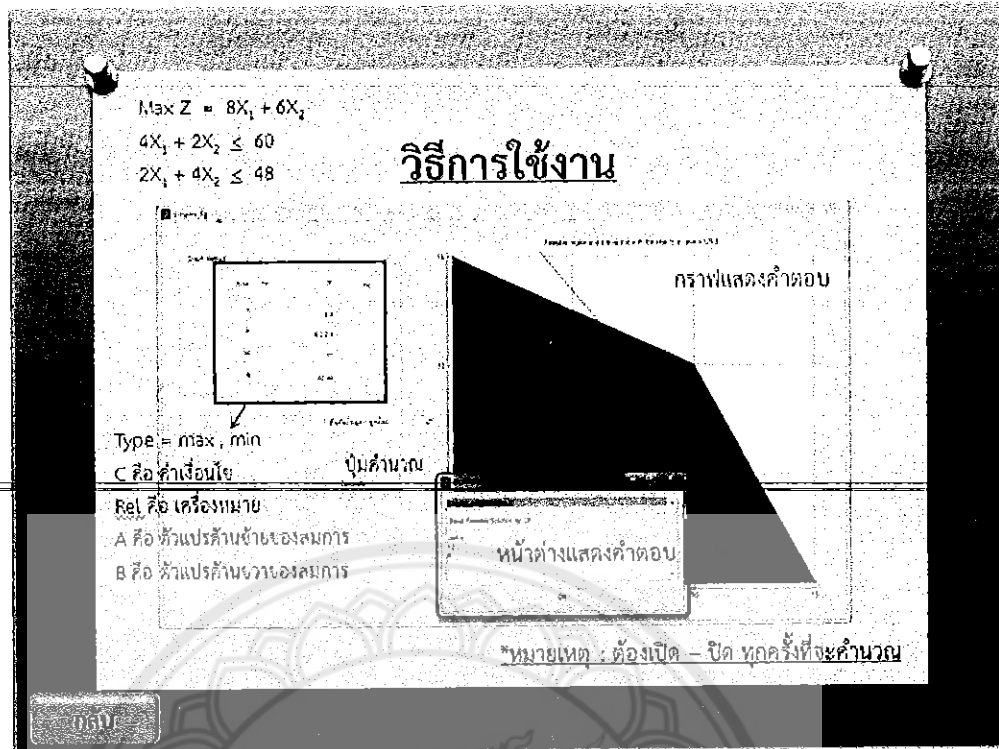 Max Z = 8X₁ + 6X₂
4X₁ + 2X₂ ≤ 60
2X₁ + 4X₂ ≤ 48
วิธีการใช้งาน
กราฟแสดงคำตอบ
Type = max , min
C คือ ค่าเงื่อนไข
ปุ่มคำนวณ
Rel คือ เครื่องหมาย
A คือ ตัวแปรด้านซ้ายของสมการ
B คือ ตัวแปรด้านขวาของสมการ
หน้าต่างแสดงคำตอบ
OK
*หมายเหตุ : ต้องเปิด – ปิด ทุกครั้งที่จะคำนวณ
กลับ